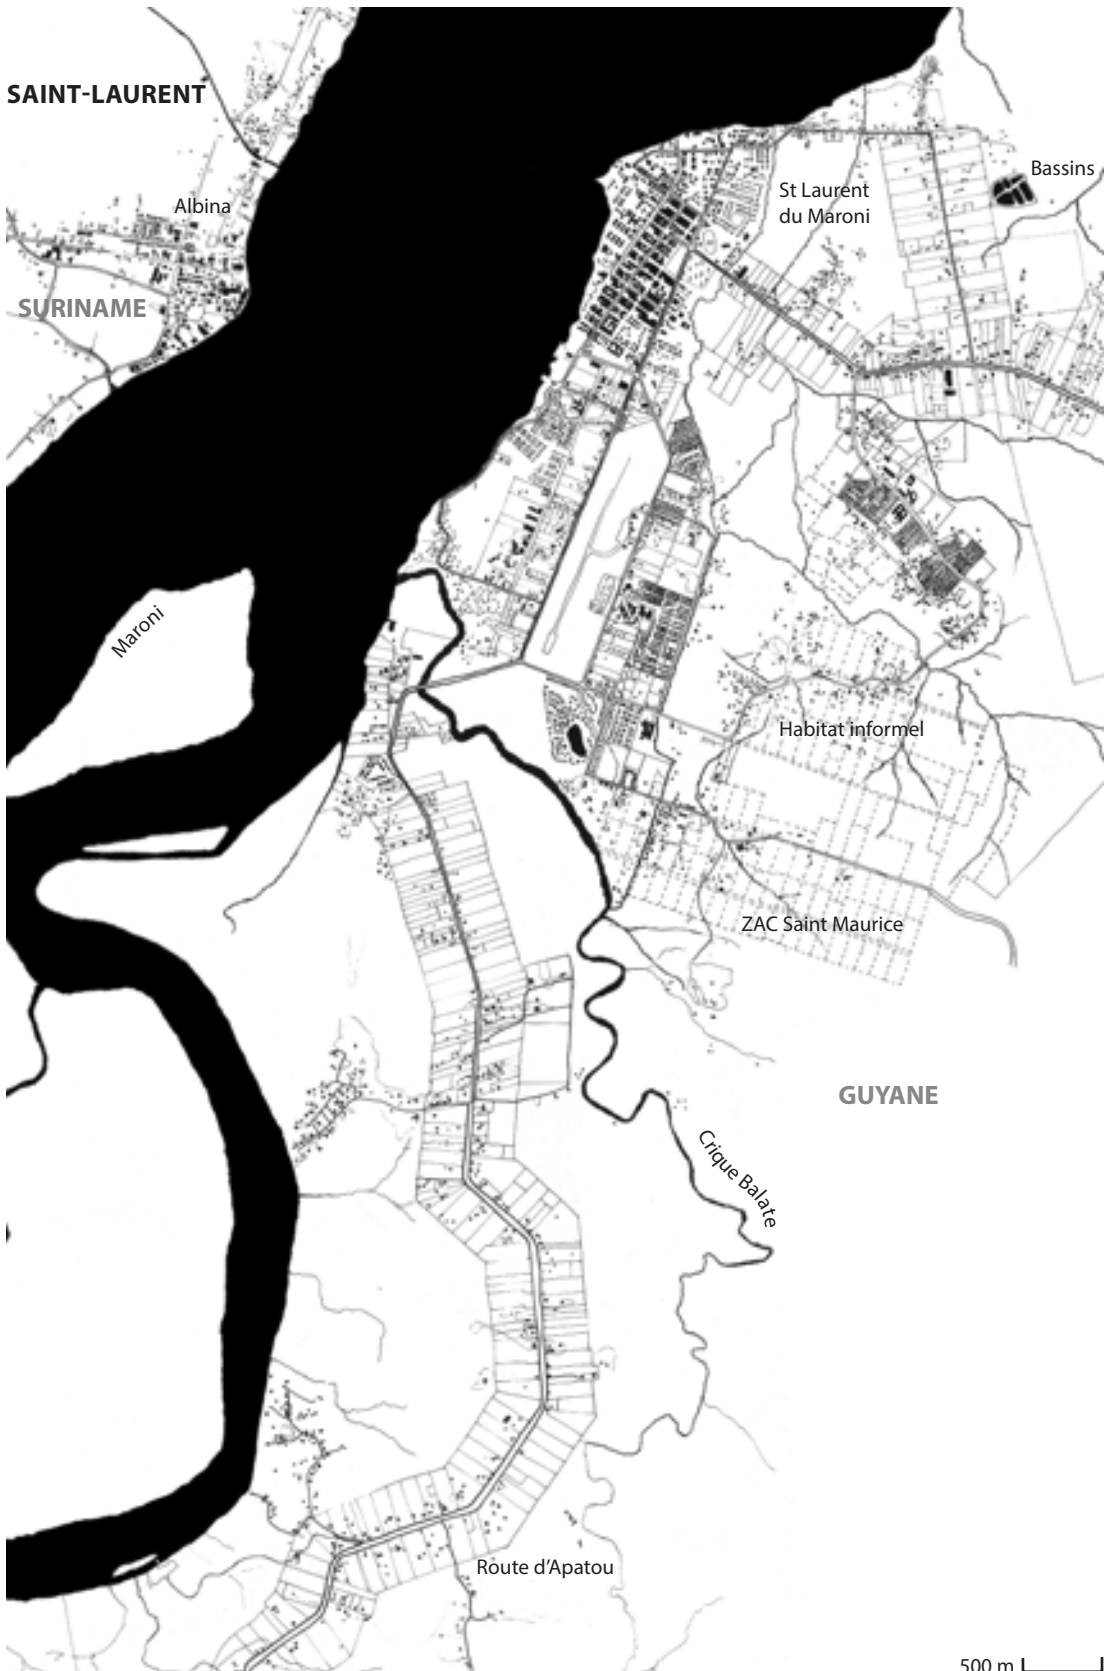 SAINT-LAURENT
Bassins
St Laurent
du Maroni
Albina
SURINAME
Maroni
Habitat informel
ZAC Saint Maurice
GUYANE
Crique Balate
Route d’Apatou
500 m